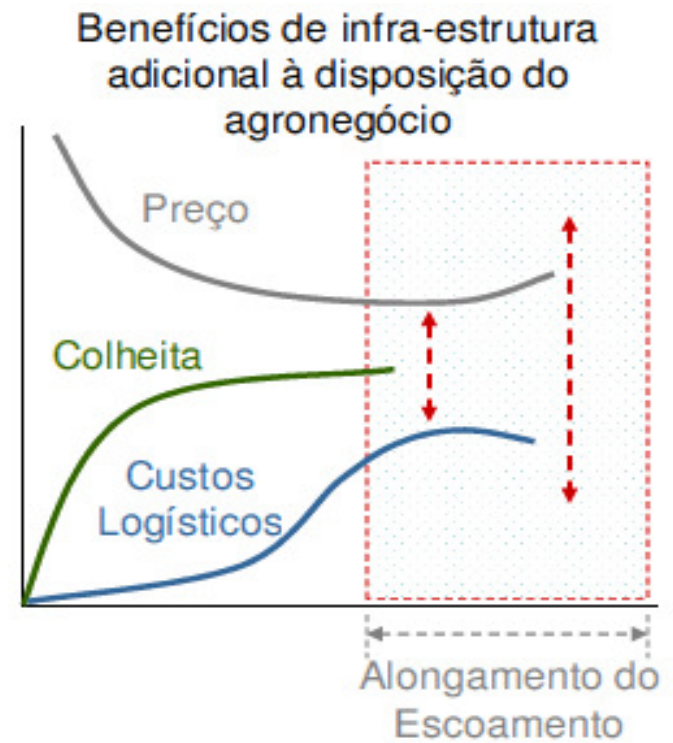 Benefícios de infra-estrutura
adicional à disposição do
agronegócio
Preço
Colheita
Custos
Logísticos
Alongamento do
Escoamento